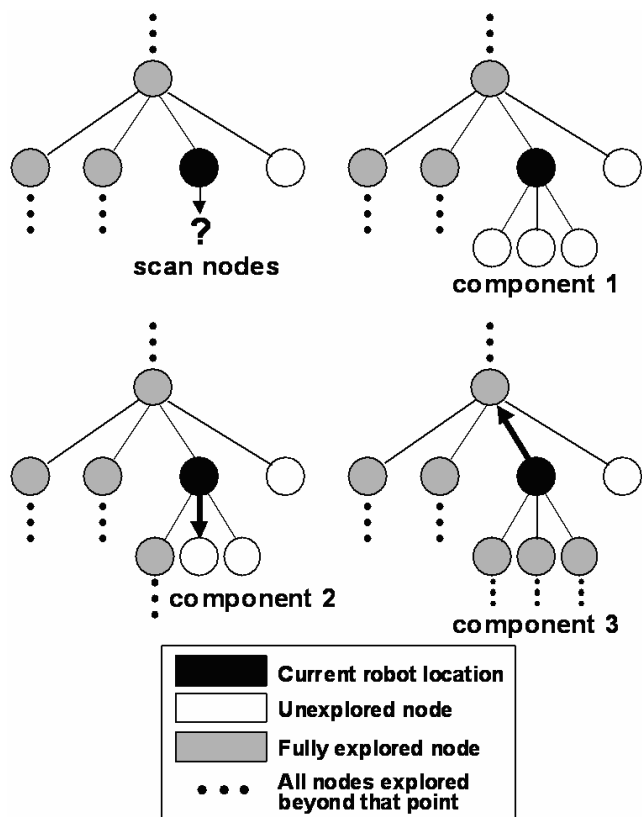 ?
scan nodes
component 1
component 2
component 3
Current robot location
Unexplored node
Fully explored node
All nodes explored
beyond that point